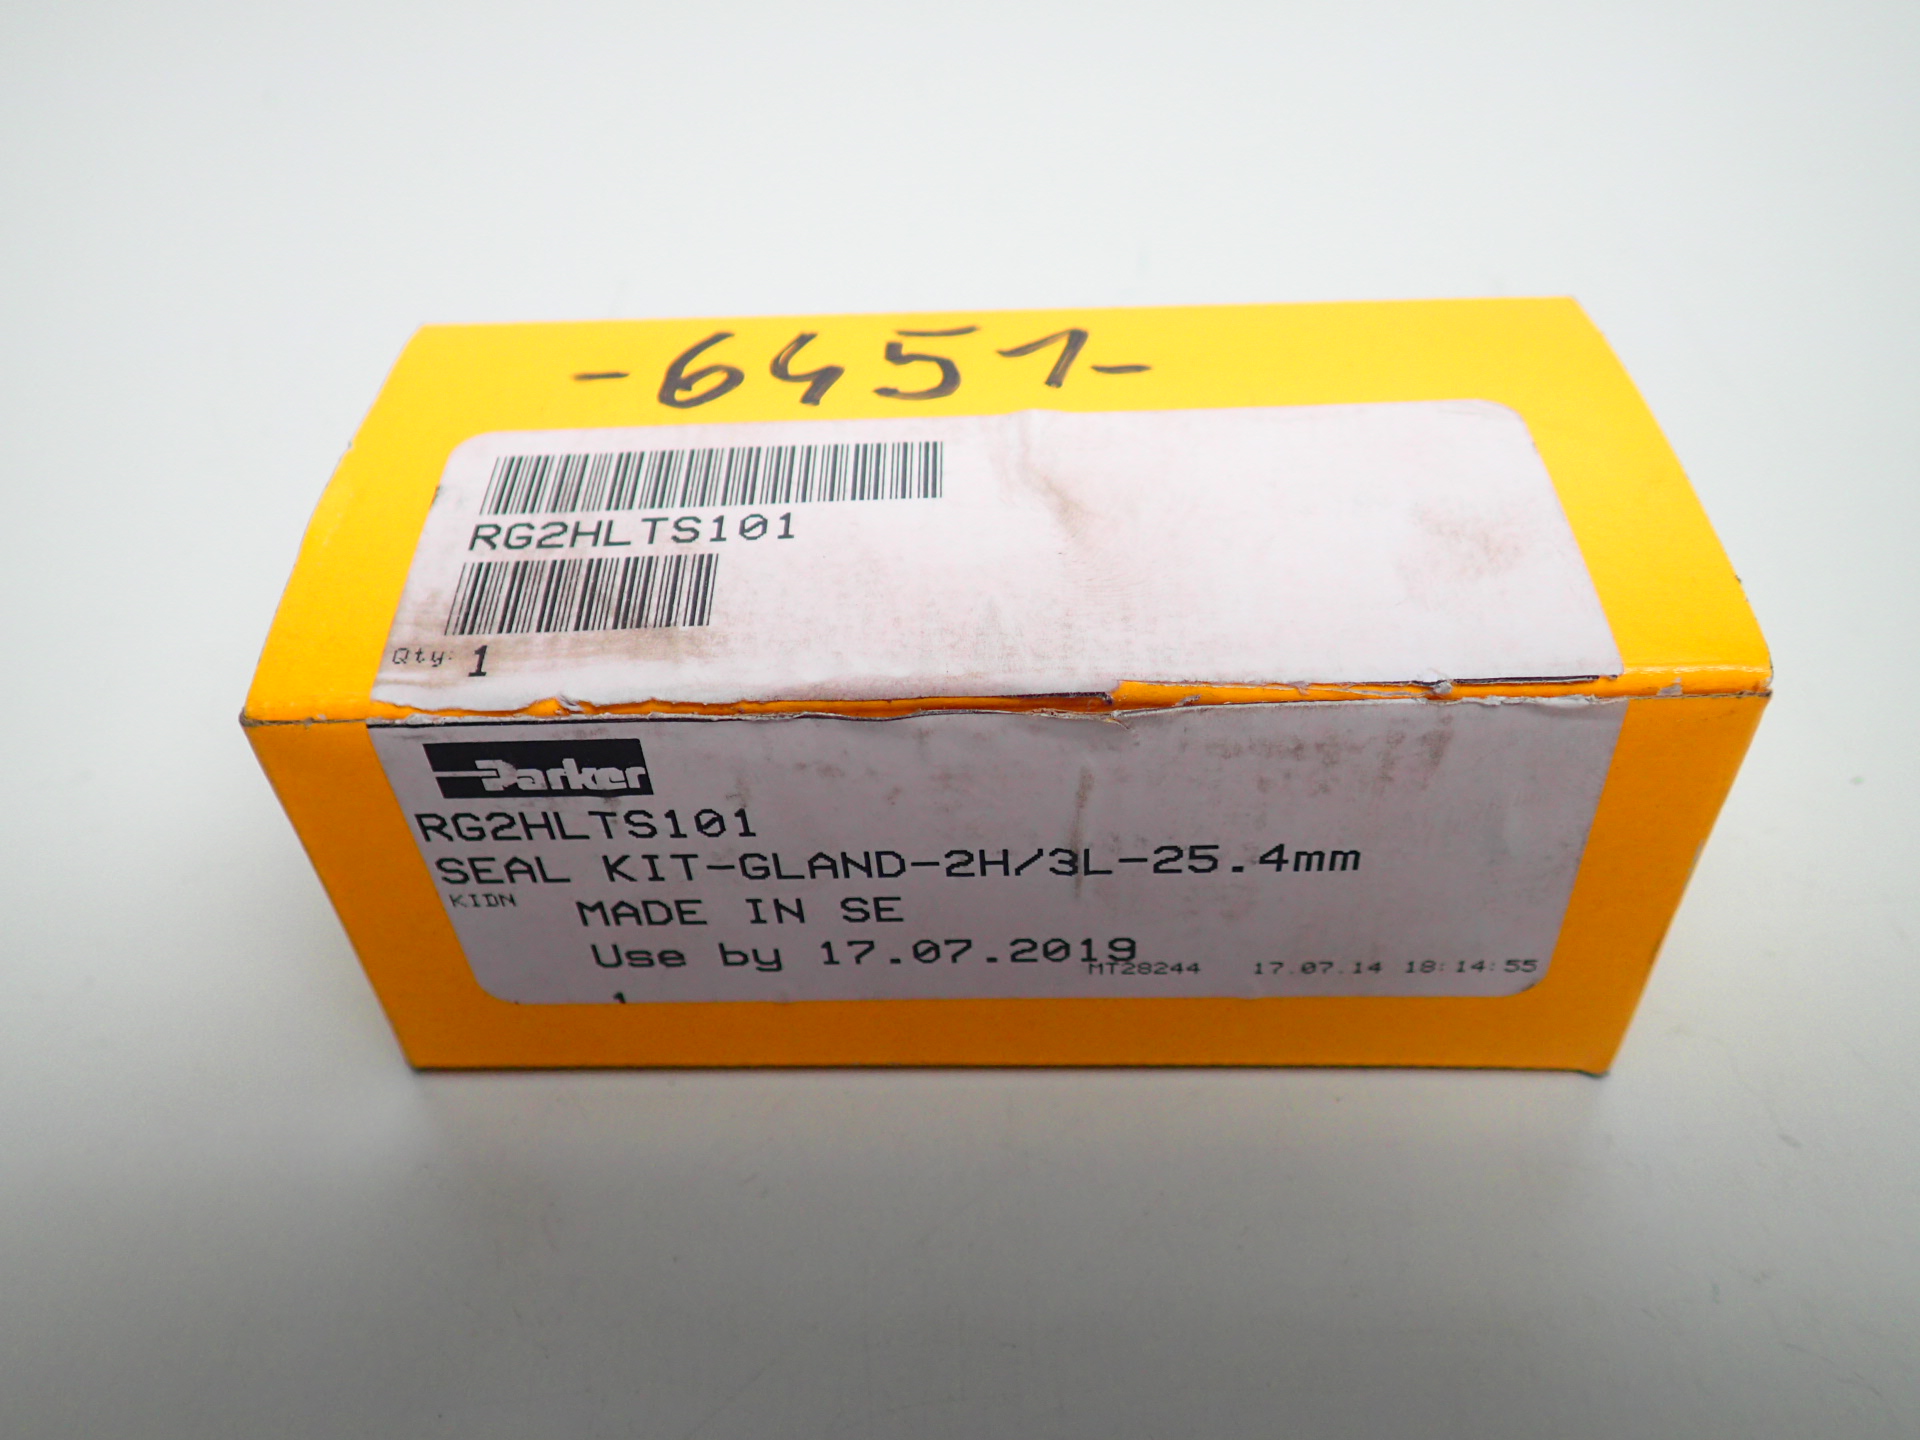 -6451-
RG2HLTS101
Qty: 1
Parker
RG2HLTS101
SEAL KIT-GLAND-2H/3L-25.4mm
KIDN MADE IN SE
Use by 17.07.2019
MT28244 17.07.14 18:14:55
1